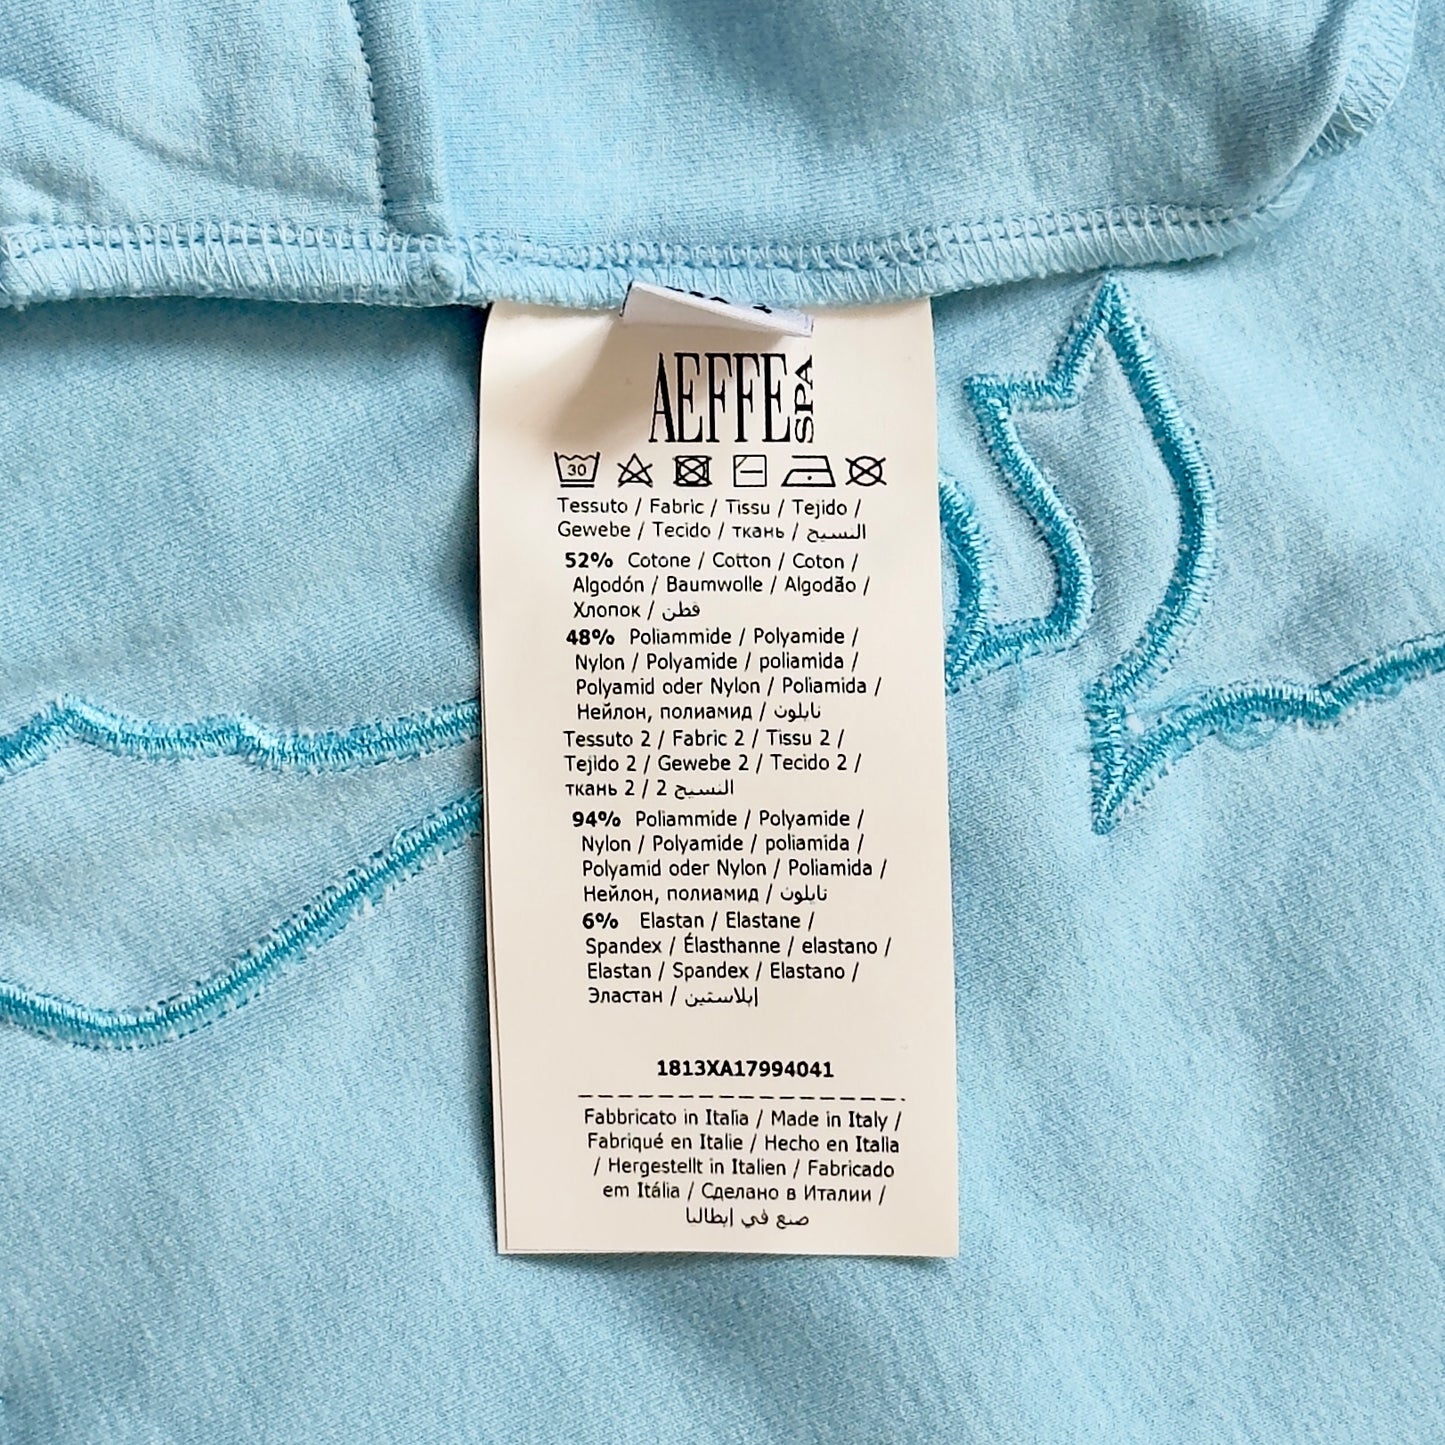 AEFFE SPA
30
Tessuto / Fabric / Tissu / Tejido /
Gewebe / Tecido / ткань / النسيج
52% Cotone / Cotton / Coton /
Algodón / Baumwolle / Algodão /
Хлопок / قطن
48% Poliammide / Polyamide /
Nylon / Polyamide / poliamida /
Polyamid oder Nylon / Poliamida /
Нейлон, полиамид / نايلون
Tessuto 2 / Fabric 2 / Tissu 2 /
Tejido 2 / Gewebe 2 / Tecido 2 /
ткань 2 / 2 النسيج
94% Poliammide / Polyamide /
Nylon / Polyamide / poliamida /
Polyamid oder Nylon / Poliamida /
Нейлон, полиамид / نايلون
6% Elastan / Elastane /
Spandex / Élasthanne / elastano /
Elastan / Spandex / Elastano /
Эластан / إيلاستين
1813XA17994041
Fabbricato in Italia / Made in Italy /
Fabriqué en Italie / Hecho en Italia
/ Hergestellt in Italien / Fabricado
em Itália / Сделано в Италии /
صنع في إيطاليا